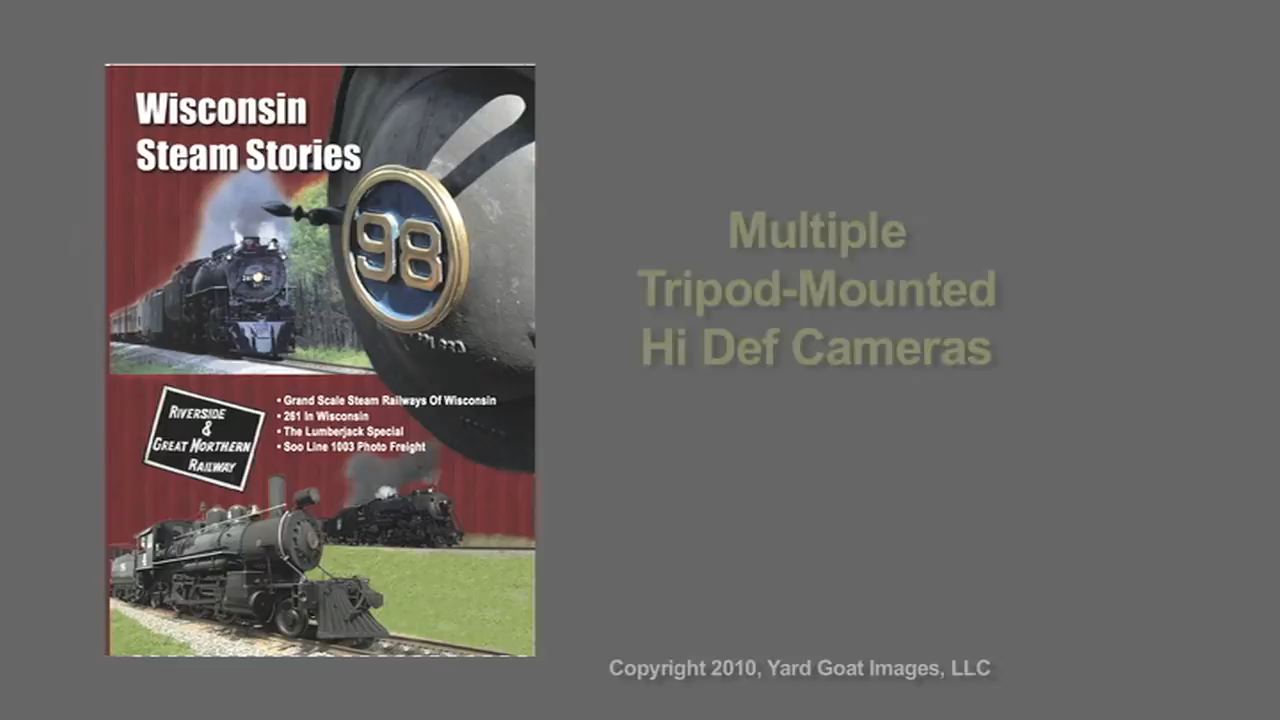 Wisconsin
Steam Stories
98
RIVERSIDE
&
GREAT NORTHERN
RAILWAY
• Grand Scale Steam Railways Of Wisconsin
• 261 In Wisconsin
• The Lumberjack Special
• Soo Line 1003 Photo Freight
Multiple
Tripod-Mounted
Hi Def Cameras
Copyright 2010, Yard Goat Images, LLC